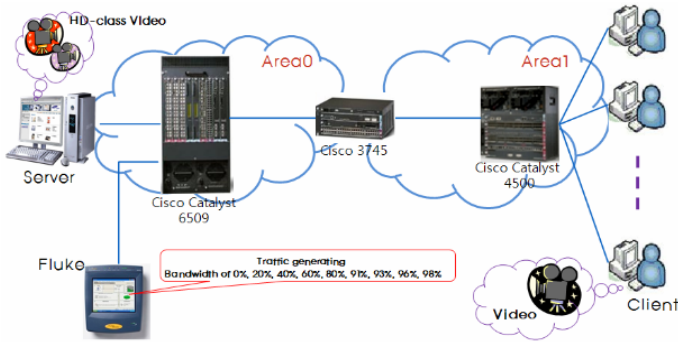 HD-class Video
Area0
Area1
Cisco 3745
Server
Cisco Catalyst
6509
Cisco Catalyst
4500
Fluke
Traffic generating
Bandwidth of 0%, 20%, 40%, 60%, 80%, 91%, 93%, 96%, 98%
Video
Client